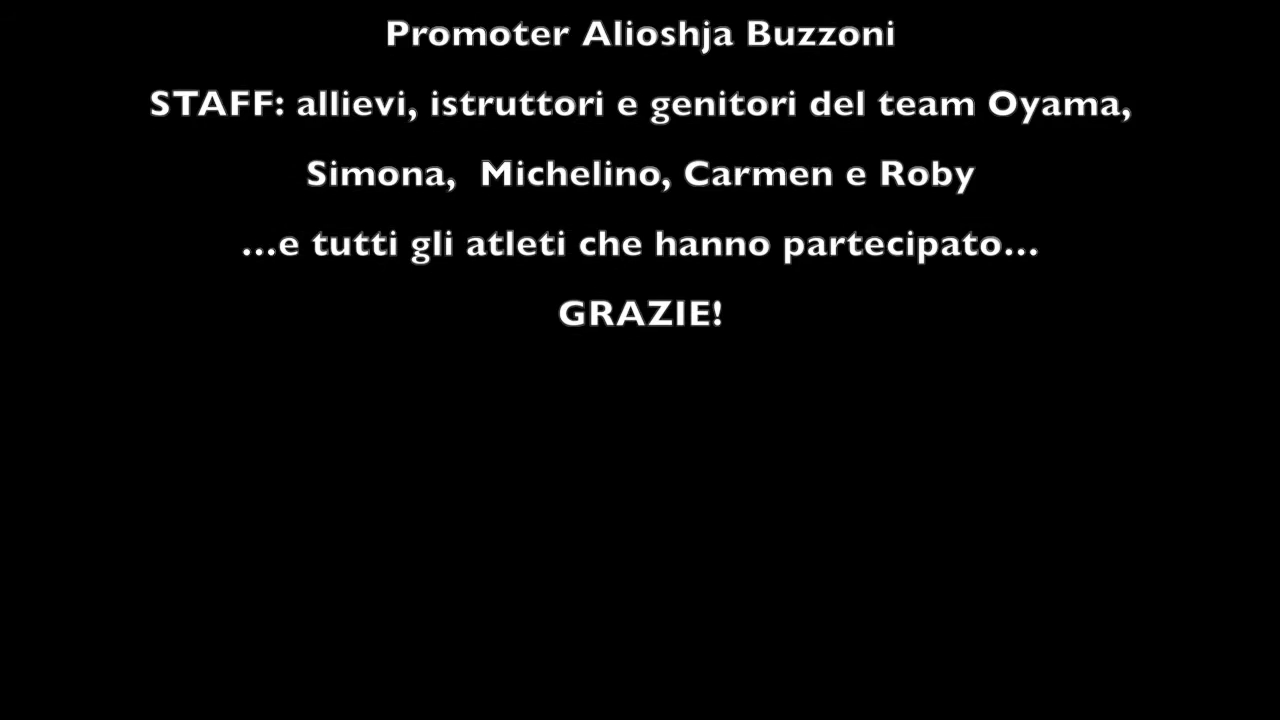 Promoter Alioshja Buzzoni
STAFF: allievi, istruttori e genitori del team Oyama,
Simona,  Michelino, Carmen e Roby
...e tutti gli atleti che hanno partecipato...
GRAZIE!